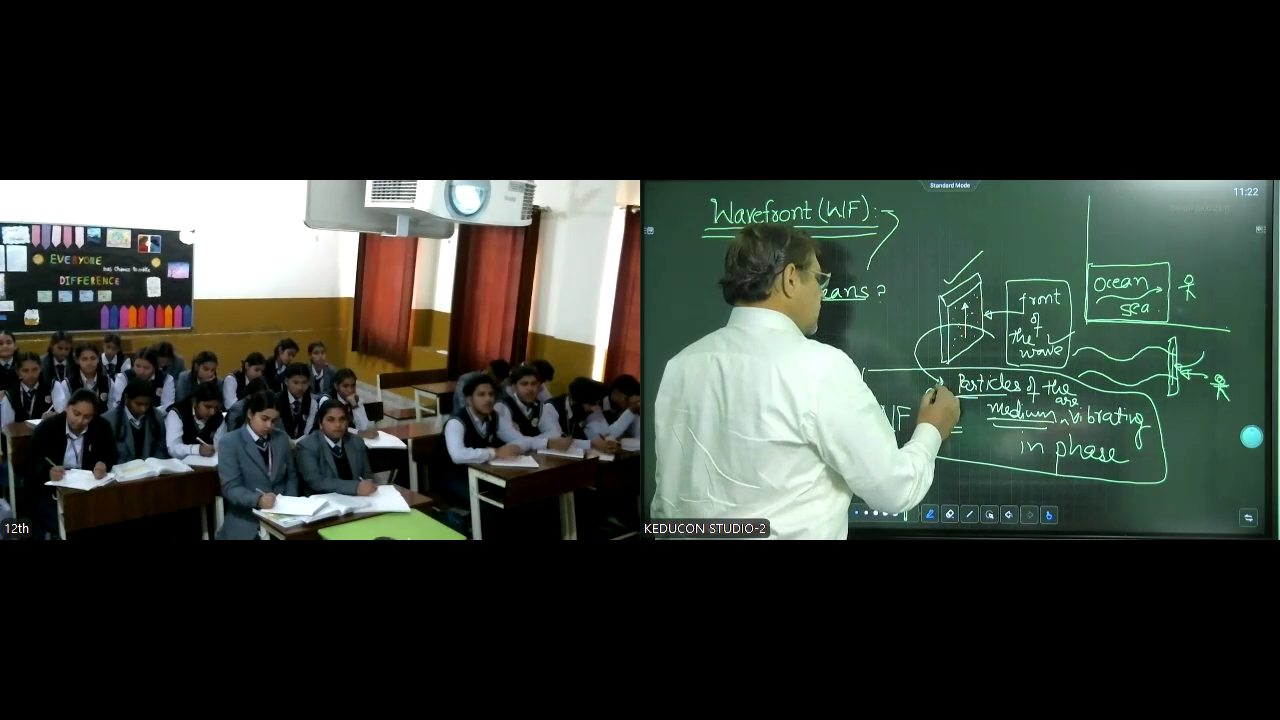 EVERYONE
DIFFERENCE
12th
Standard Mode
11:22
Wavefront (WF):
eans ?
front
of
the
wave
ocean
sea
Particles of the
are
medium vibrating
in phase
WF
KEDUCON STUDIO-2